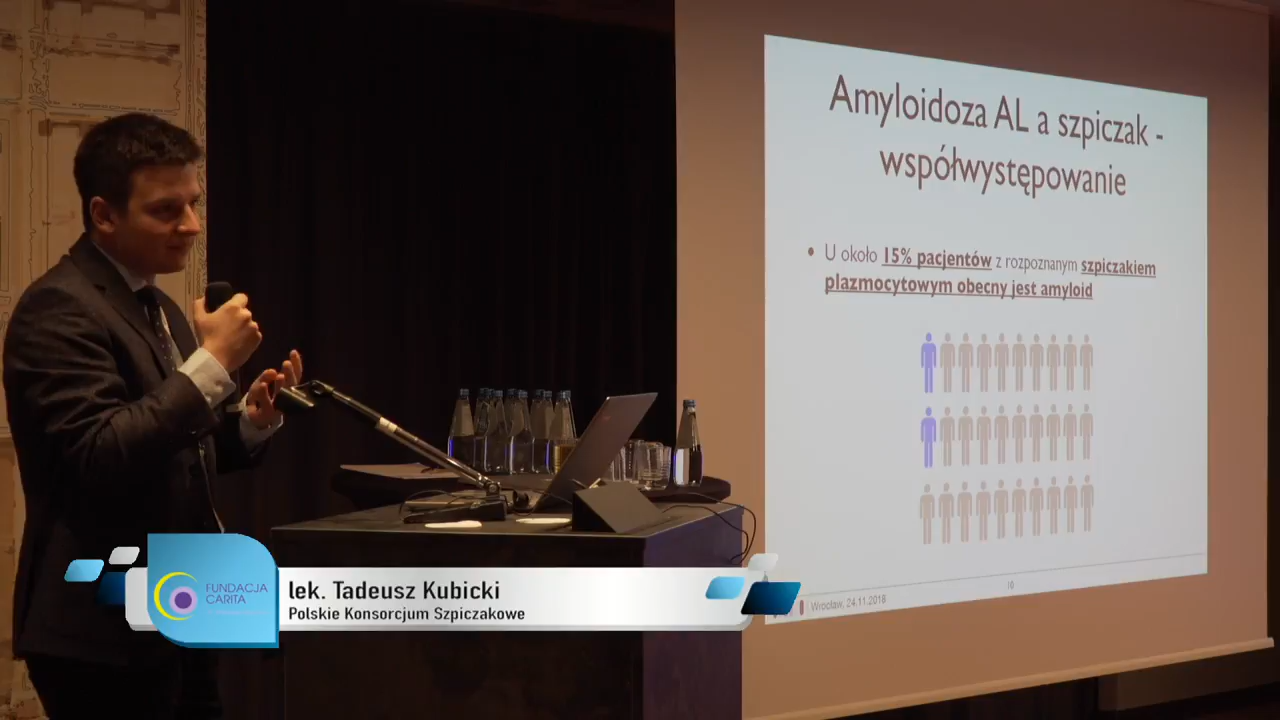 Amyloidoza AL a szpiczak -
współwystępowanie
• U około 15% pacjentów z rozpoznanym szpiczakiem
plazmocytowym obecny jest amyloid
10
Wrocław, 24.11.2018
FUNDACJA
CARITA
lek. Tadeusz Kubicki
Polskie Konsorcjum Szpiczakowe